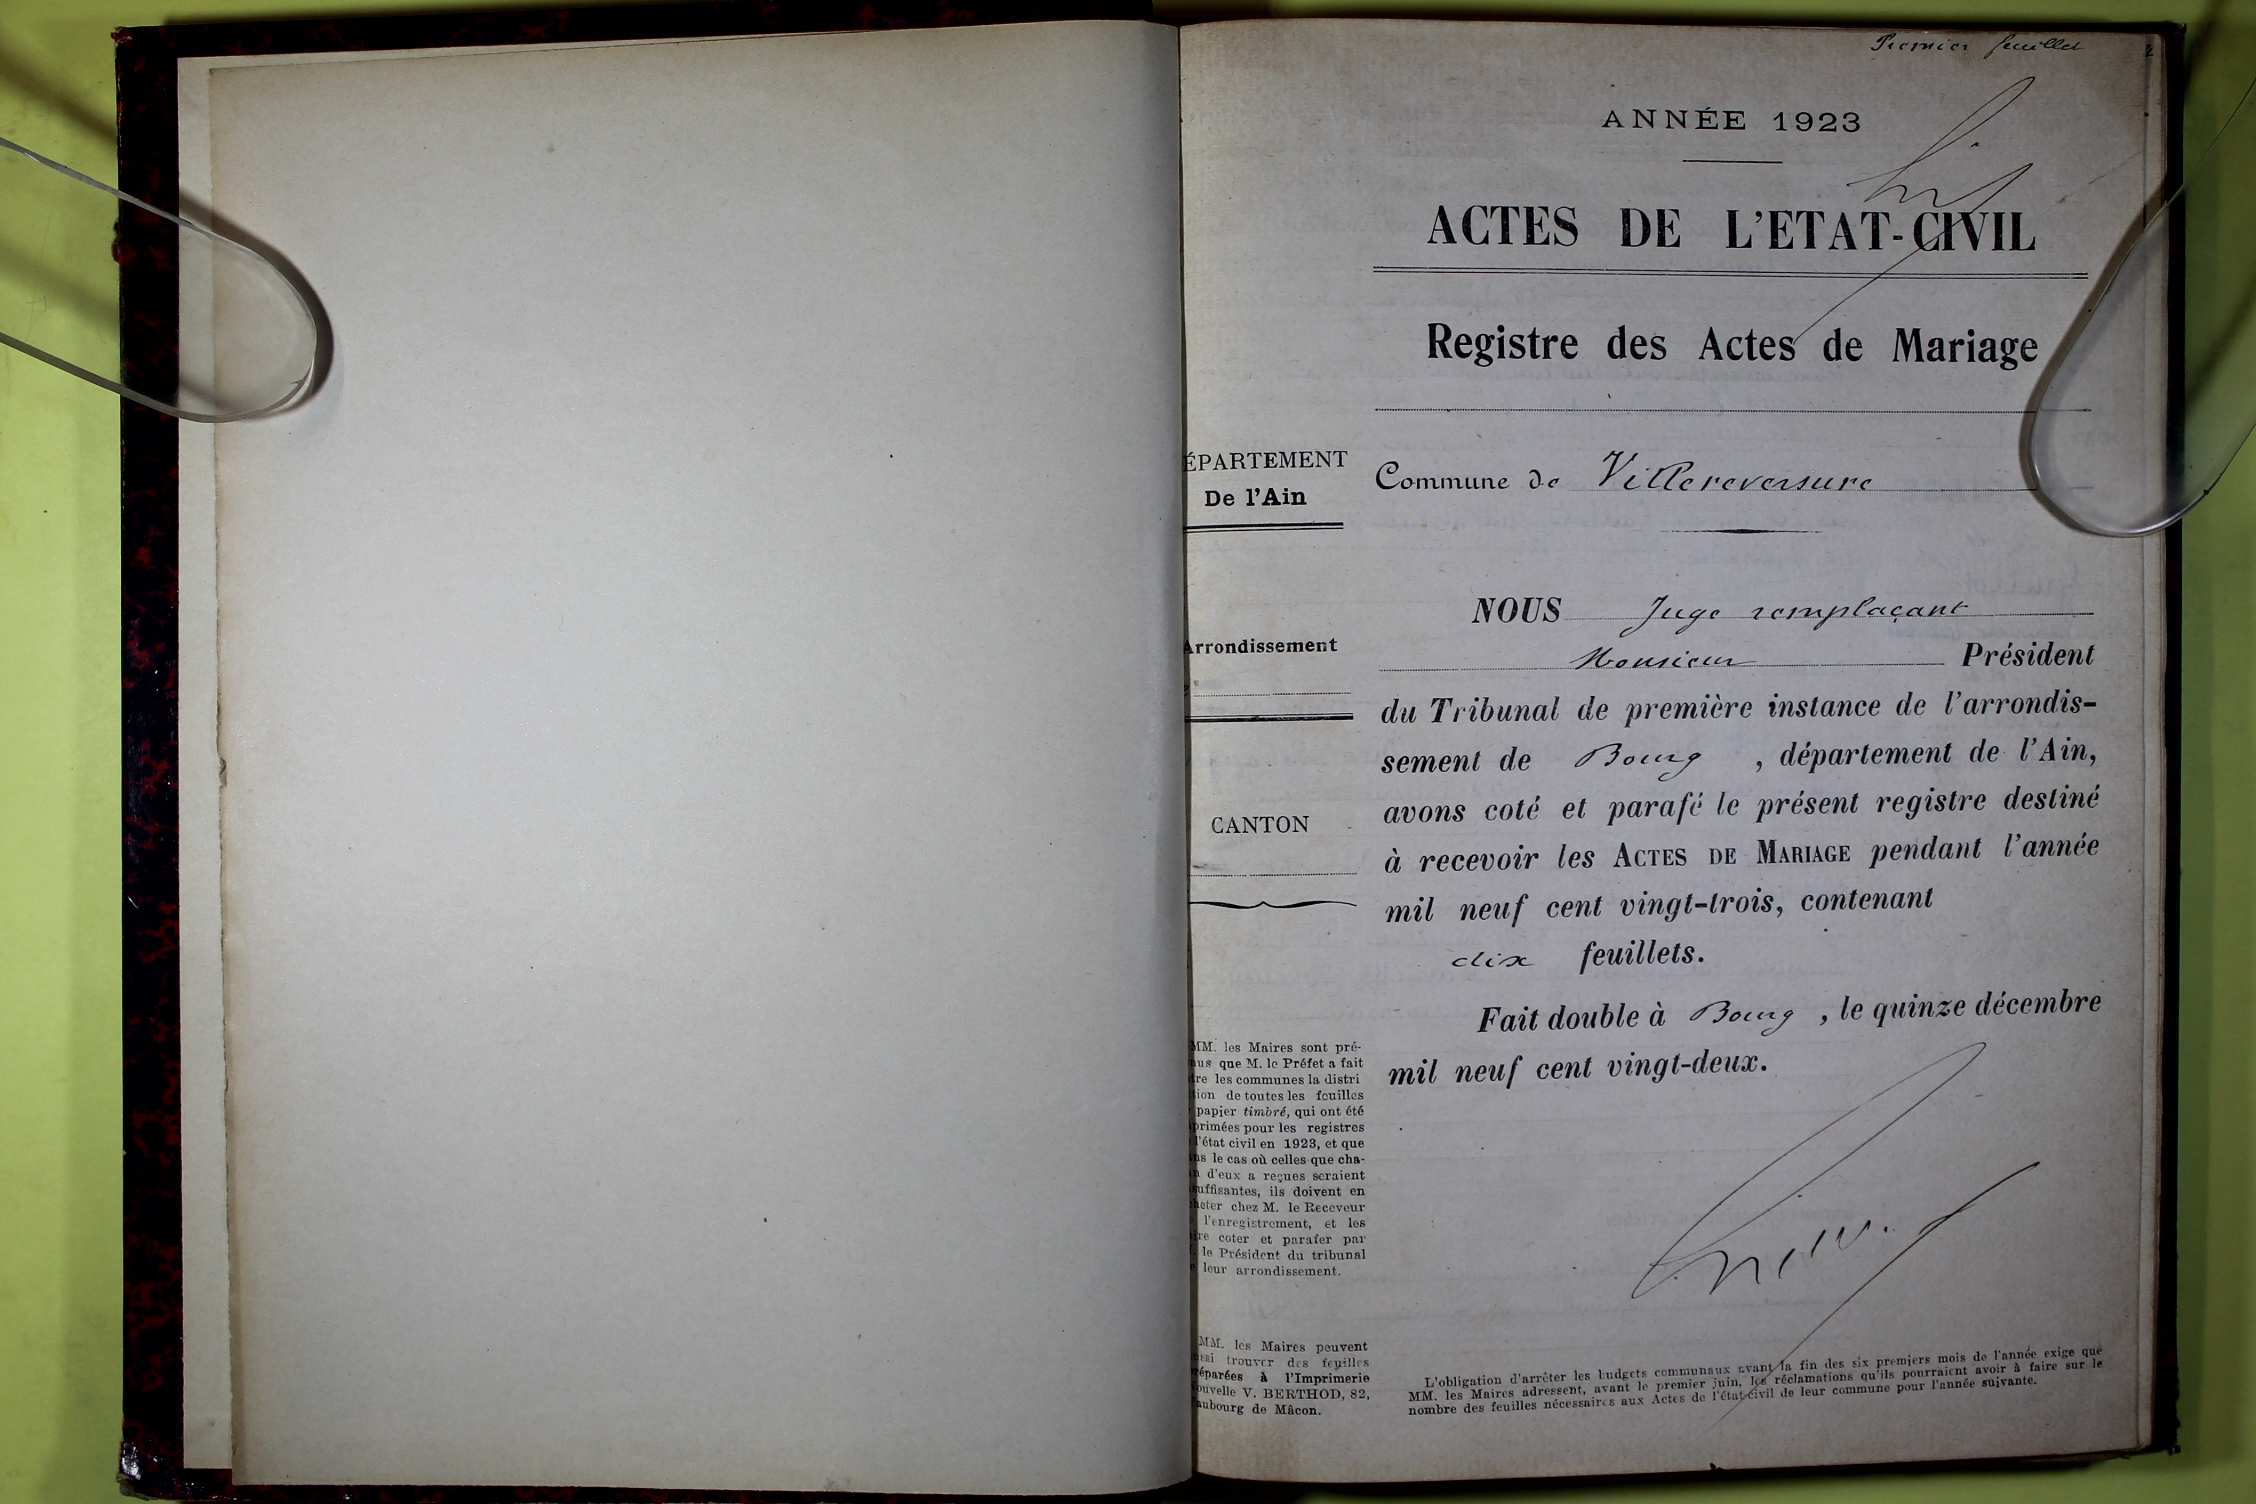 Premier feuillet
ANNÉE 1923
ACTES DE L'ETAT-CIVIL
Registre des Actes de Mariage
ÉPARTEMENT
De l'Ain
Commune de Villereversure
NOUS Juge remplaçant
Arrondissement
Monsieur Président
du Tribunal de première instance de l'arrondis-
sement de Bourg , département de l'Ain,
avons coté et parafé le présent registre destiné
CANTON
à recevoir les ACTES DE MARIAGE pendant l'année
mil neuf cent vingt-trois, contenant
dix feuillets.
Fait double à Bourg , le quinze décembre
mil neuf cent vingt-deux.
MM. les Maires sont pré-
nus que M. le Préfet a fait
re les communes la distri
tion de toutes les feuilles
papier timbré, qui ont été
primées pour les registres
l'état civil en 1923, et que
ns le cas où celles que cha-
n d'eux a reçues seraient
suffisantes, ils doivent en
heter chez M. le Receveur
l'enregistrement, et les
ire coter et parafer par
le Président du tribunal
e leur arrondissement.
MM. les Maires peuvent
ussi trouver des feuilles
réparées à l'Imprimerie
ouvelle V. BERTHOD, 82,
aubourg de Mâcon.
L'obligation d'arrêter les budgets communaux avant la fin des six premiers mois de l'année exige que
MM. les Maires adressent, avant le premier juin, les réclamations qu'ils pourraient avoir à faire sur le
nombre des feuilles nécessaires aux Actes de l'état civil de leur commune pour l'année suivante.